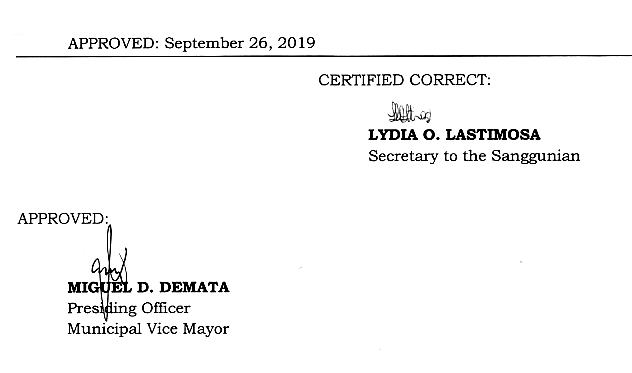 APPROVED: September 26, 2019
CERTIFIED CORRECT:
LYDIA O. LASTIMOSA
Secretary to the Sanggunian
APPROVED:
MIGUEL D. DEMATA
Presiding Officer
Municipal Vice Mayor